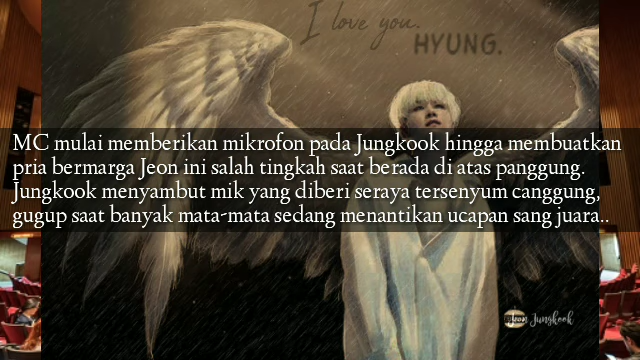 I love you.
HYUNG.
MC mulai memberikan mikrofon pada Jungkook hingga membuatkan
pria bermarga Jeon ini salah tingkah saat berada di atas panggung.
Jungkook menyambut mik yang diberi seraya tersenyum canggung,
gugup saat banyak mata-mata sedang menantikan ucapan sang juara..
Jungkook